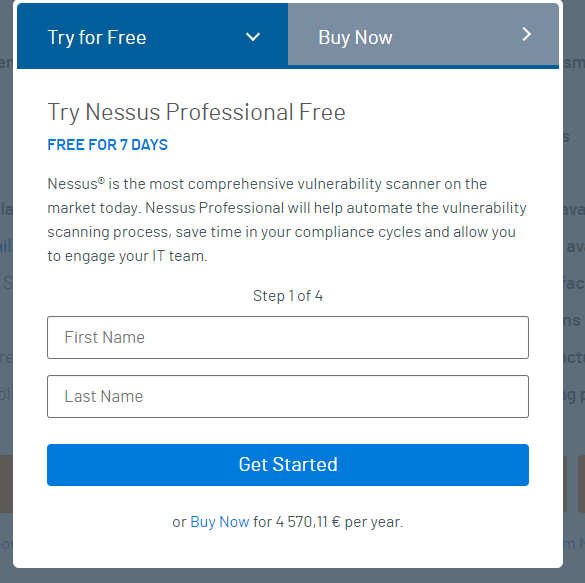 Try for Free
Buy Now
Try Nessus Professional Free
FREE FOR 7 DAYS
Nessus® is the most comprehensive vulnerability scanner on the
market today. Nessus Professional will help automate the vulnerability
scanning process, save time in your compliance cycles and allow you
to engage your IT team.
Step 1 of 4
First Name
Last Name
Get Started
or Buy Now for 4 570,11 € per year.